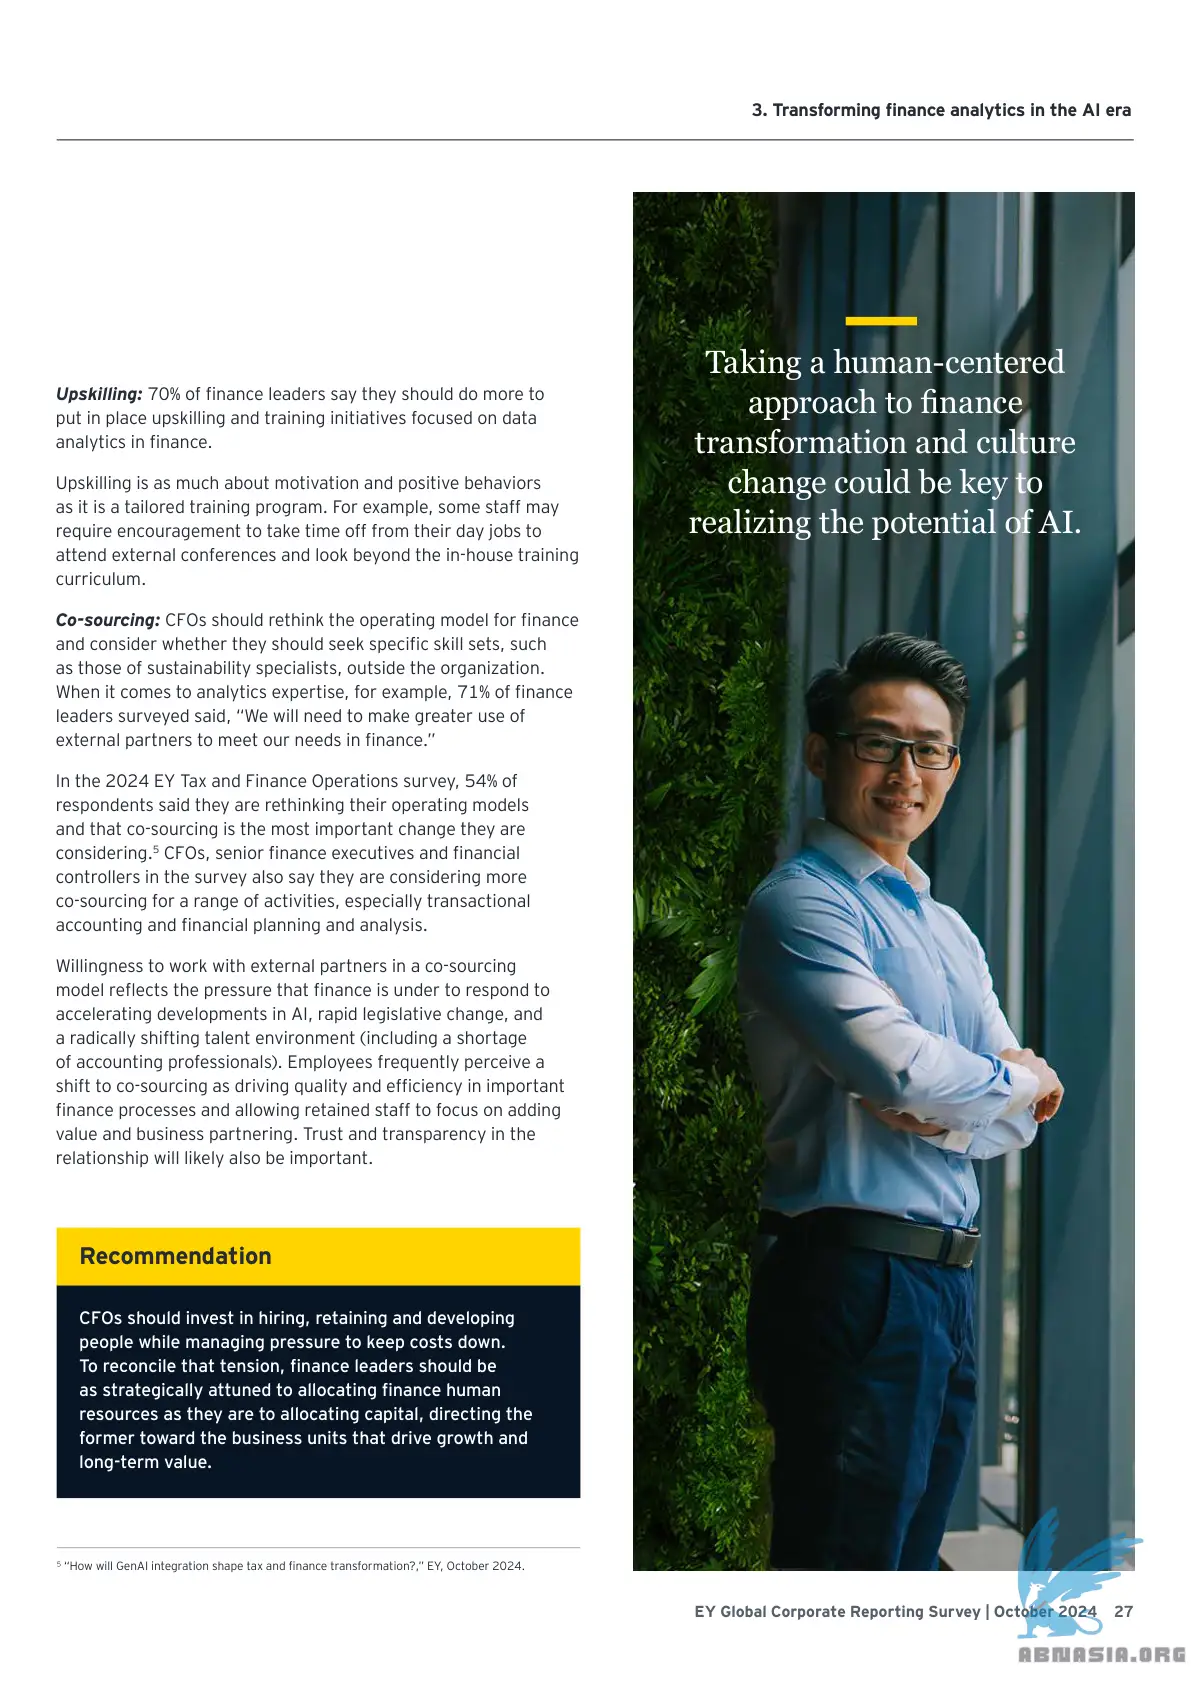 3. Transforming finance analytics in the AI era
Upskilling: 70% of finance leaders say they should do more to
put in place upskilling and training initiatives focused on data
analytics in finance.
Upskilling is as much about motivation and positive behaviors
as it is a tailored training program. For example, some staff may
require encouragement to take time off from their day jobs to
attend external conferences and look beyond the in-house training
curriculum.
Co-sourcing: CFOs should rethink the operating model for finance
and consider whether they should seek specific skill sets, such
as those of sustainability specialists, outside the organization.
When it comes to analytics expertise, for example, 71% of finance
leaders surveyed said, “We will need to make greater use of
external partners to meet our needs in finance.”
In the 2024 EY Tax and Finance Operations survey, 54% of
respondents said they are rethinking their operating models
and that co-sourcing is the most important change they are
considering.⁵ CFOs, senior finance executives and financial
controllers in the survey also say they are considering more
co-sourcing for a range of activities, especially transactional
accounting and financial planning and analysis.
Willingness to work with external partners in a co-sourcing
model reflects the pressure that finance is under to respond to
accelerating developments in AI, rapid legislative change, and
a radically shifting talent environment (including a shortage
of accounting professionals). Employees frequently perceive a
shift to co-sourcing as driving quality and efficiency in important
finance processes and allowing retained staff to focus on adding
value and business partnering. Trust and transparency in the
relationship will likely also be important.
Recommendation
CFOs should invest in hiring, retaining and developing
people while managing pressure to keep costs down.
To reconcile that tension, finance leaders should be
as strategically attuned to allocating finance human
resources as they are to allocating capital, directing the
former toward the business units that drive growth and
long-term value.
⁵ “How will GenAI integration shape tax and finance transformation?,” EY, October 2024.
Taking a human-centered
approach to finance
transformation and culture
change could be key to
realizing the potential of AI.
EY Global Corporate Reporting Survey | October 2024 27
ABNASIA.ORG